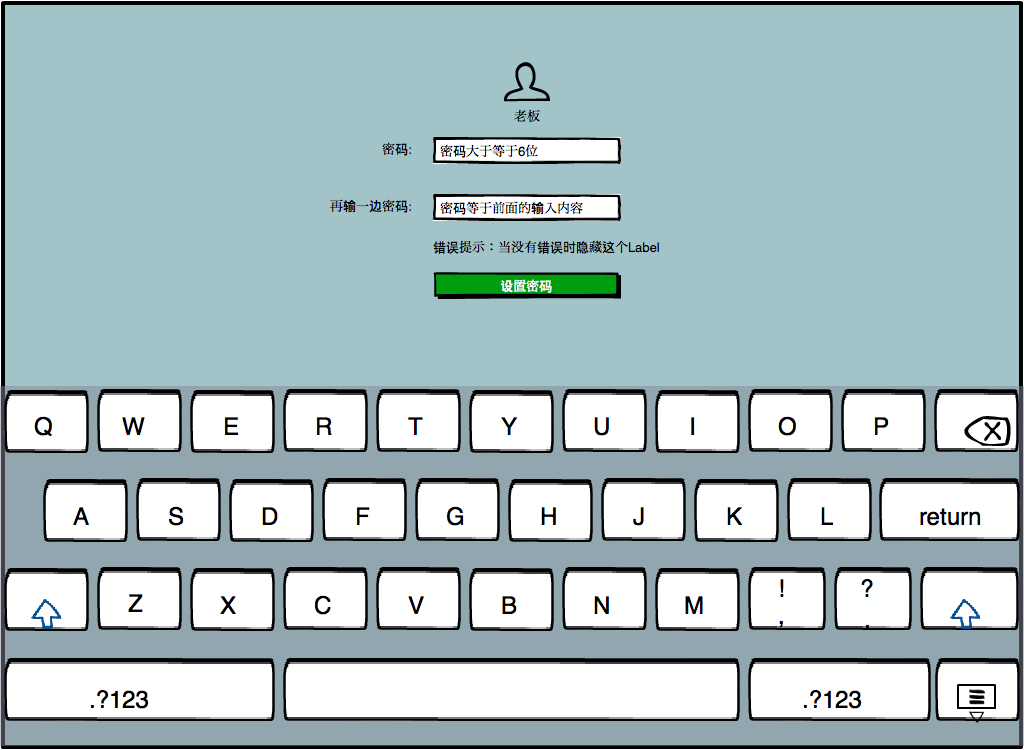 老板
密码: 密码大于等于6位
再输一边密码: 密码等于前面的输入内容
错误提示：当没有错误时隐藏这个Label
设置密码
Q W E R T Y U I O P X
A S D F G H J K L return
Z X C V B N M ! ?
, .
.?123 .?123